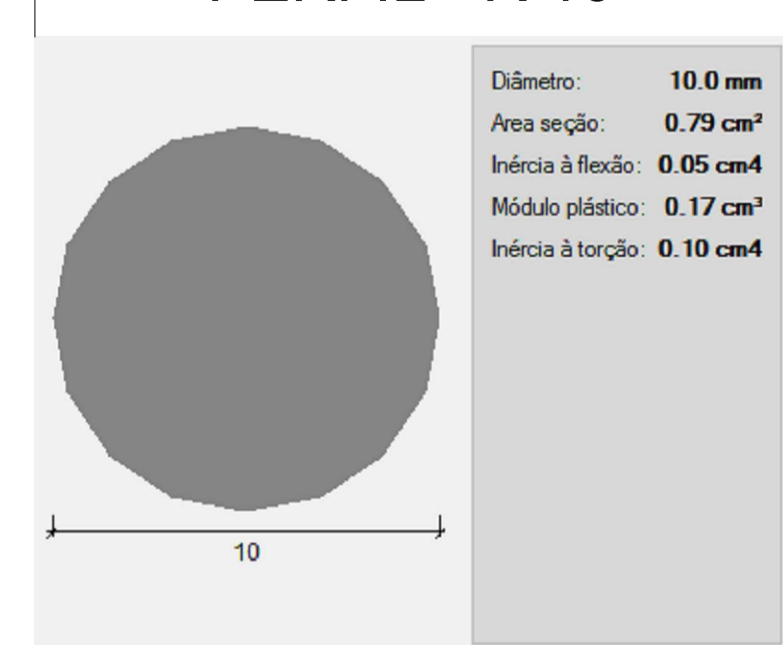 Diâmetro: 10.0 mm
Area seção: 0.79 cm²
Inércia à flexão: 0.05 cm4
Módulo plástico: 0.17 cm³
Inércia à torção: 0.10 cm4
10